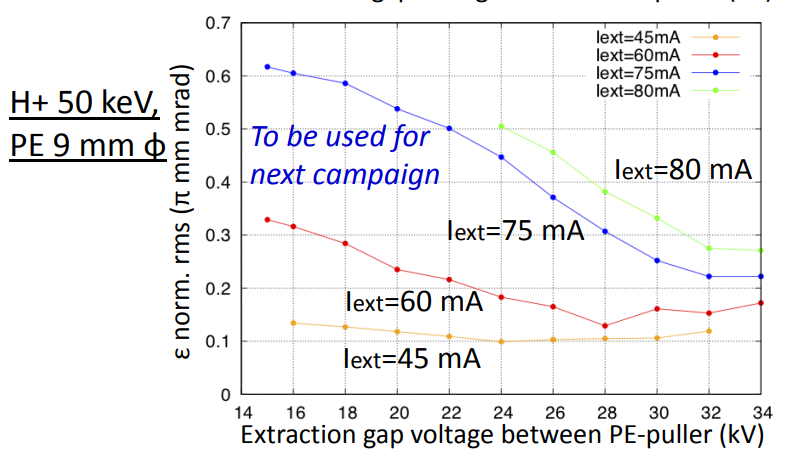 0.7
0.6
0.5
0.4
0.3
0.2
0.1
0
14 16 18 20 22 24 26 28 30 32 34
Iext=45mA
Iext=60mA
Iext=75mA
Iext=80mA
H+ 50 keV,
PE 9 mm ф
ε norm. rms (π mm mrad)
To be used for
next campaign
Iext=80 mA
Iext=75 mA
Iext=60 mA
Iext=45 mA
Extraction gap voltage between PE-puller (kV)